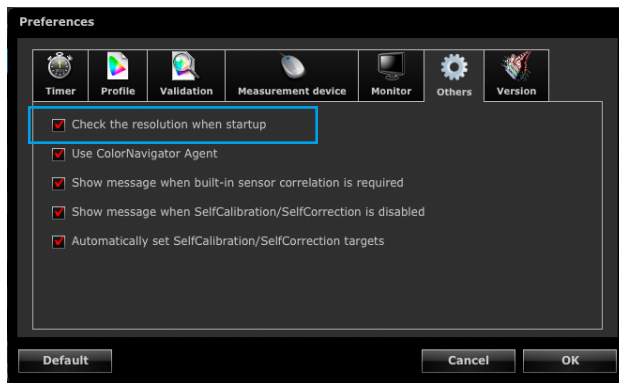 Preferences
Timer Profile Validation Measurement device Monitor Others Version
Check the resolution when startup
Use ColorNavigator Agent
Show message when built-in sensor correlation is required
Show message when SelfCalibration/SelfCorrection is disabled
Automatically set SelfCalibration/SelfCorrection targets
Default Cancel OK